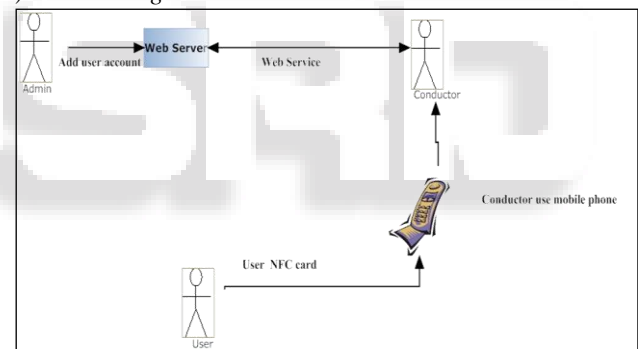 Web Server
Add user account
Web Service
Admin
Conductor
Conductor use mobile phone
User NFC card
User